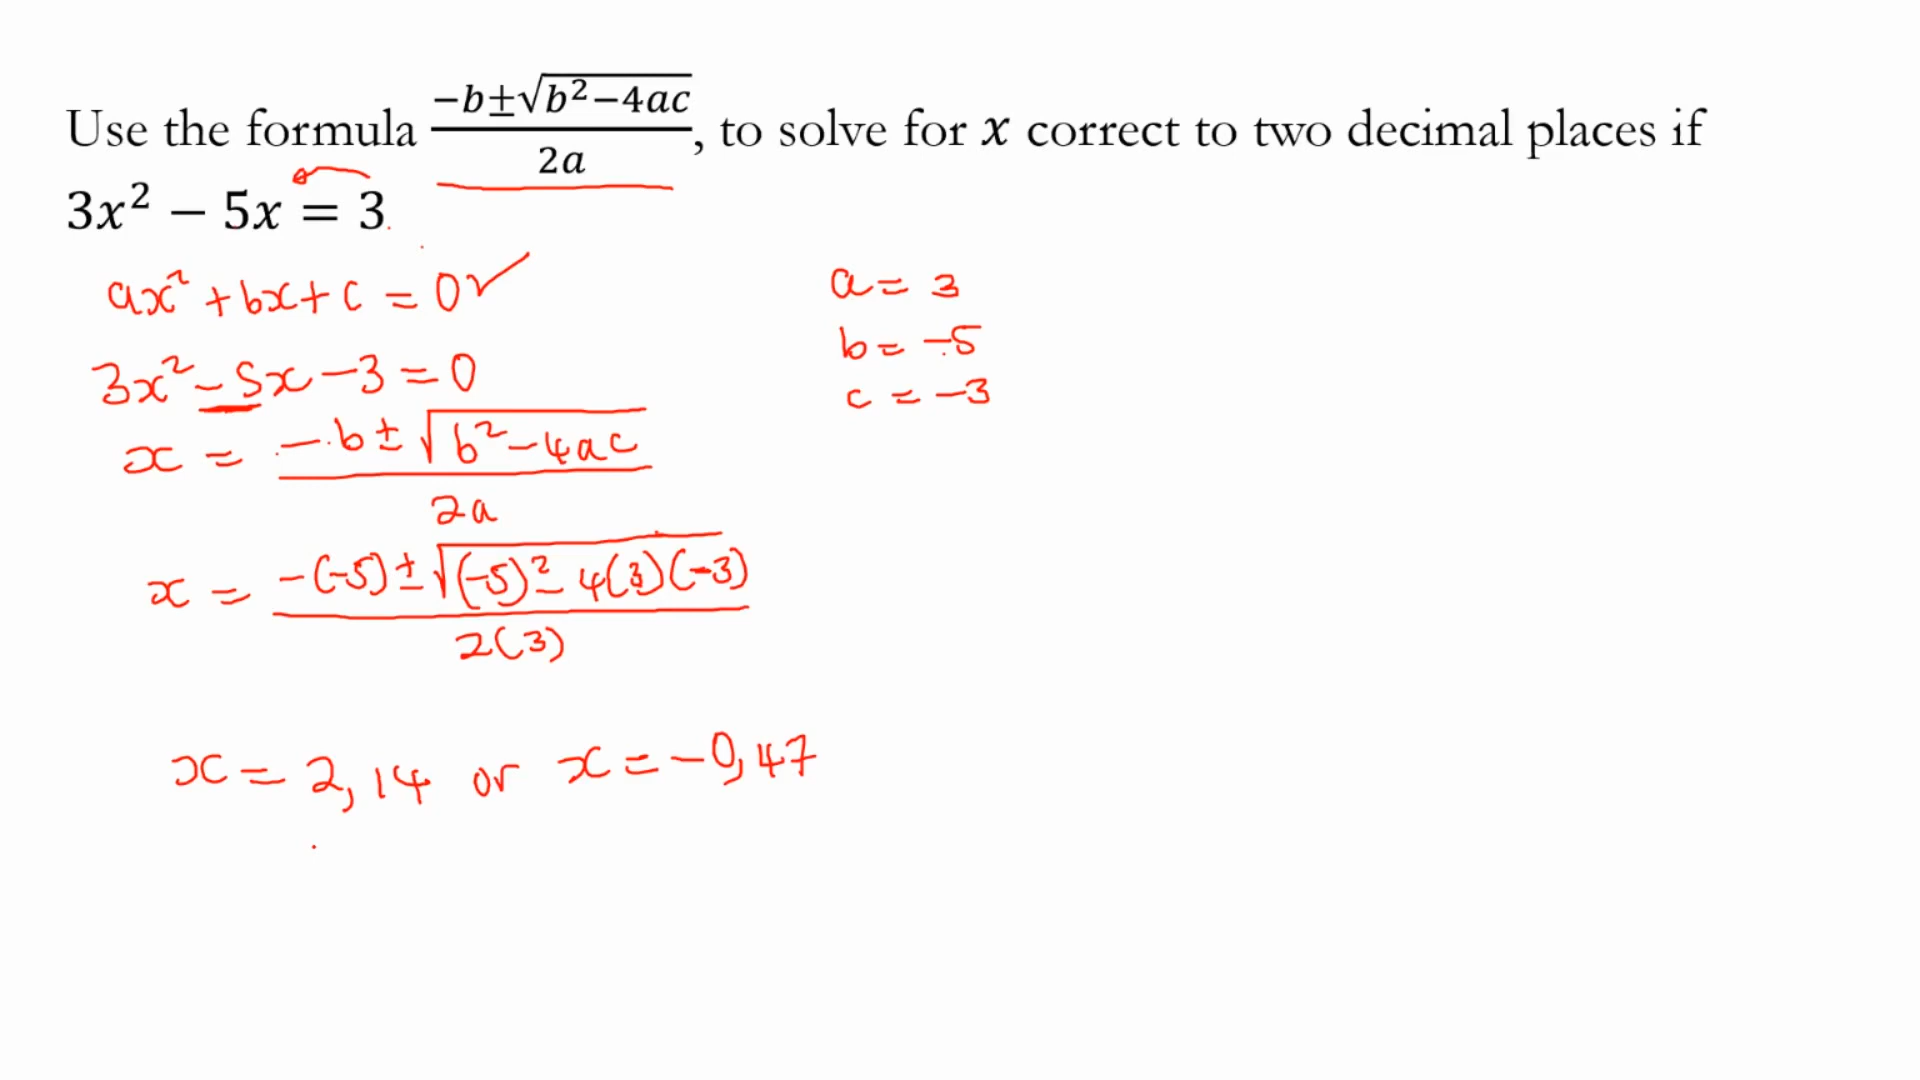 Use the formula (−b±√(b²−4ac))/2a, to solve for x correct to two decimal places if
3x² − 5x = 3
ax² + bx + c = 0 ✓
a = 3
b = -5
3x² - 5x - 3 = 0
c = -3
x = (-b ± √(b² - 4ac))/2a
x = (-(-5) ± √((-5)² - 4(3)(-3)))/2(3)
x = 2,14 or x = -0,47